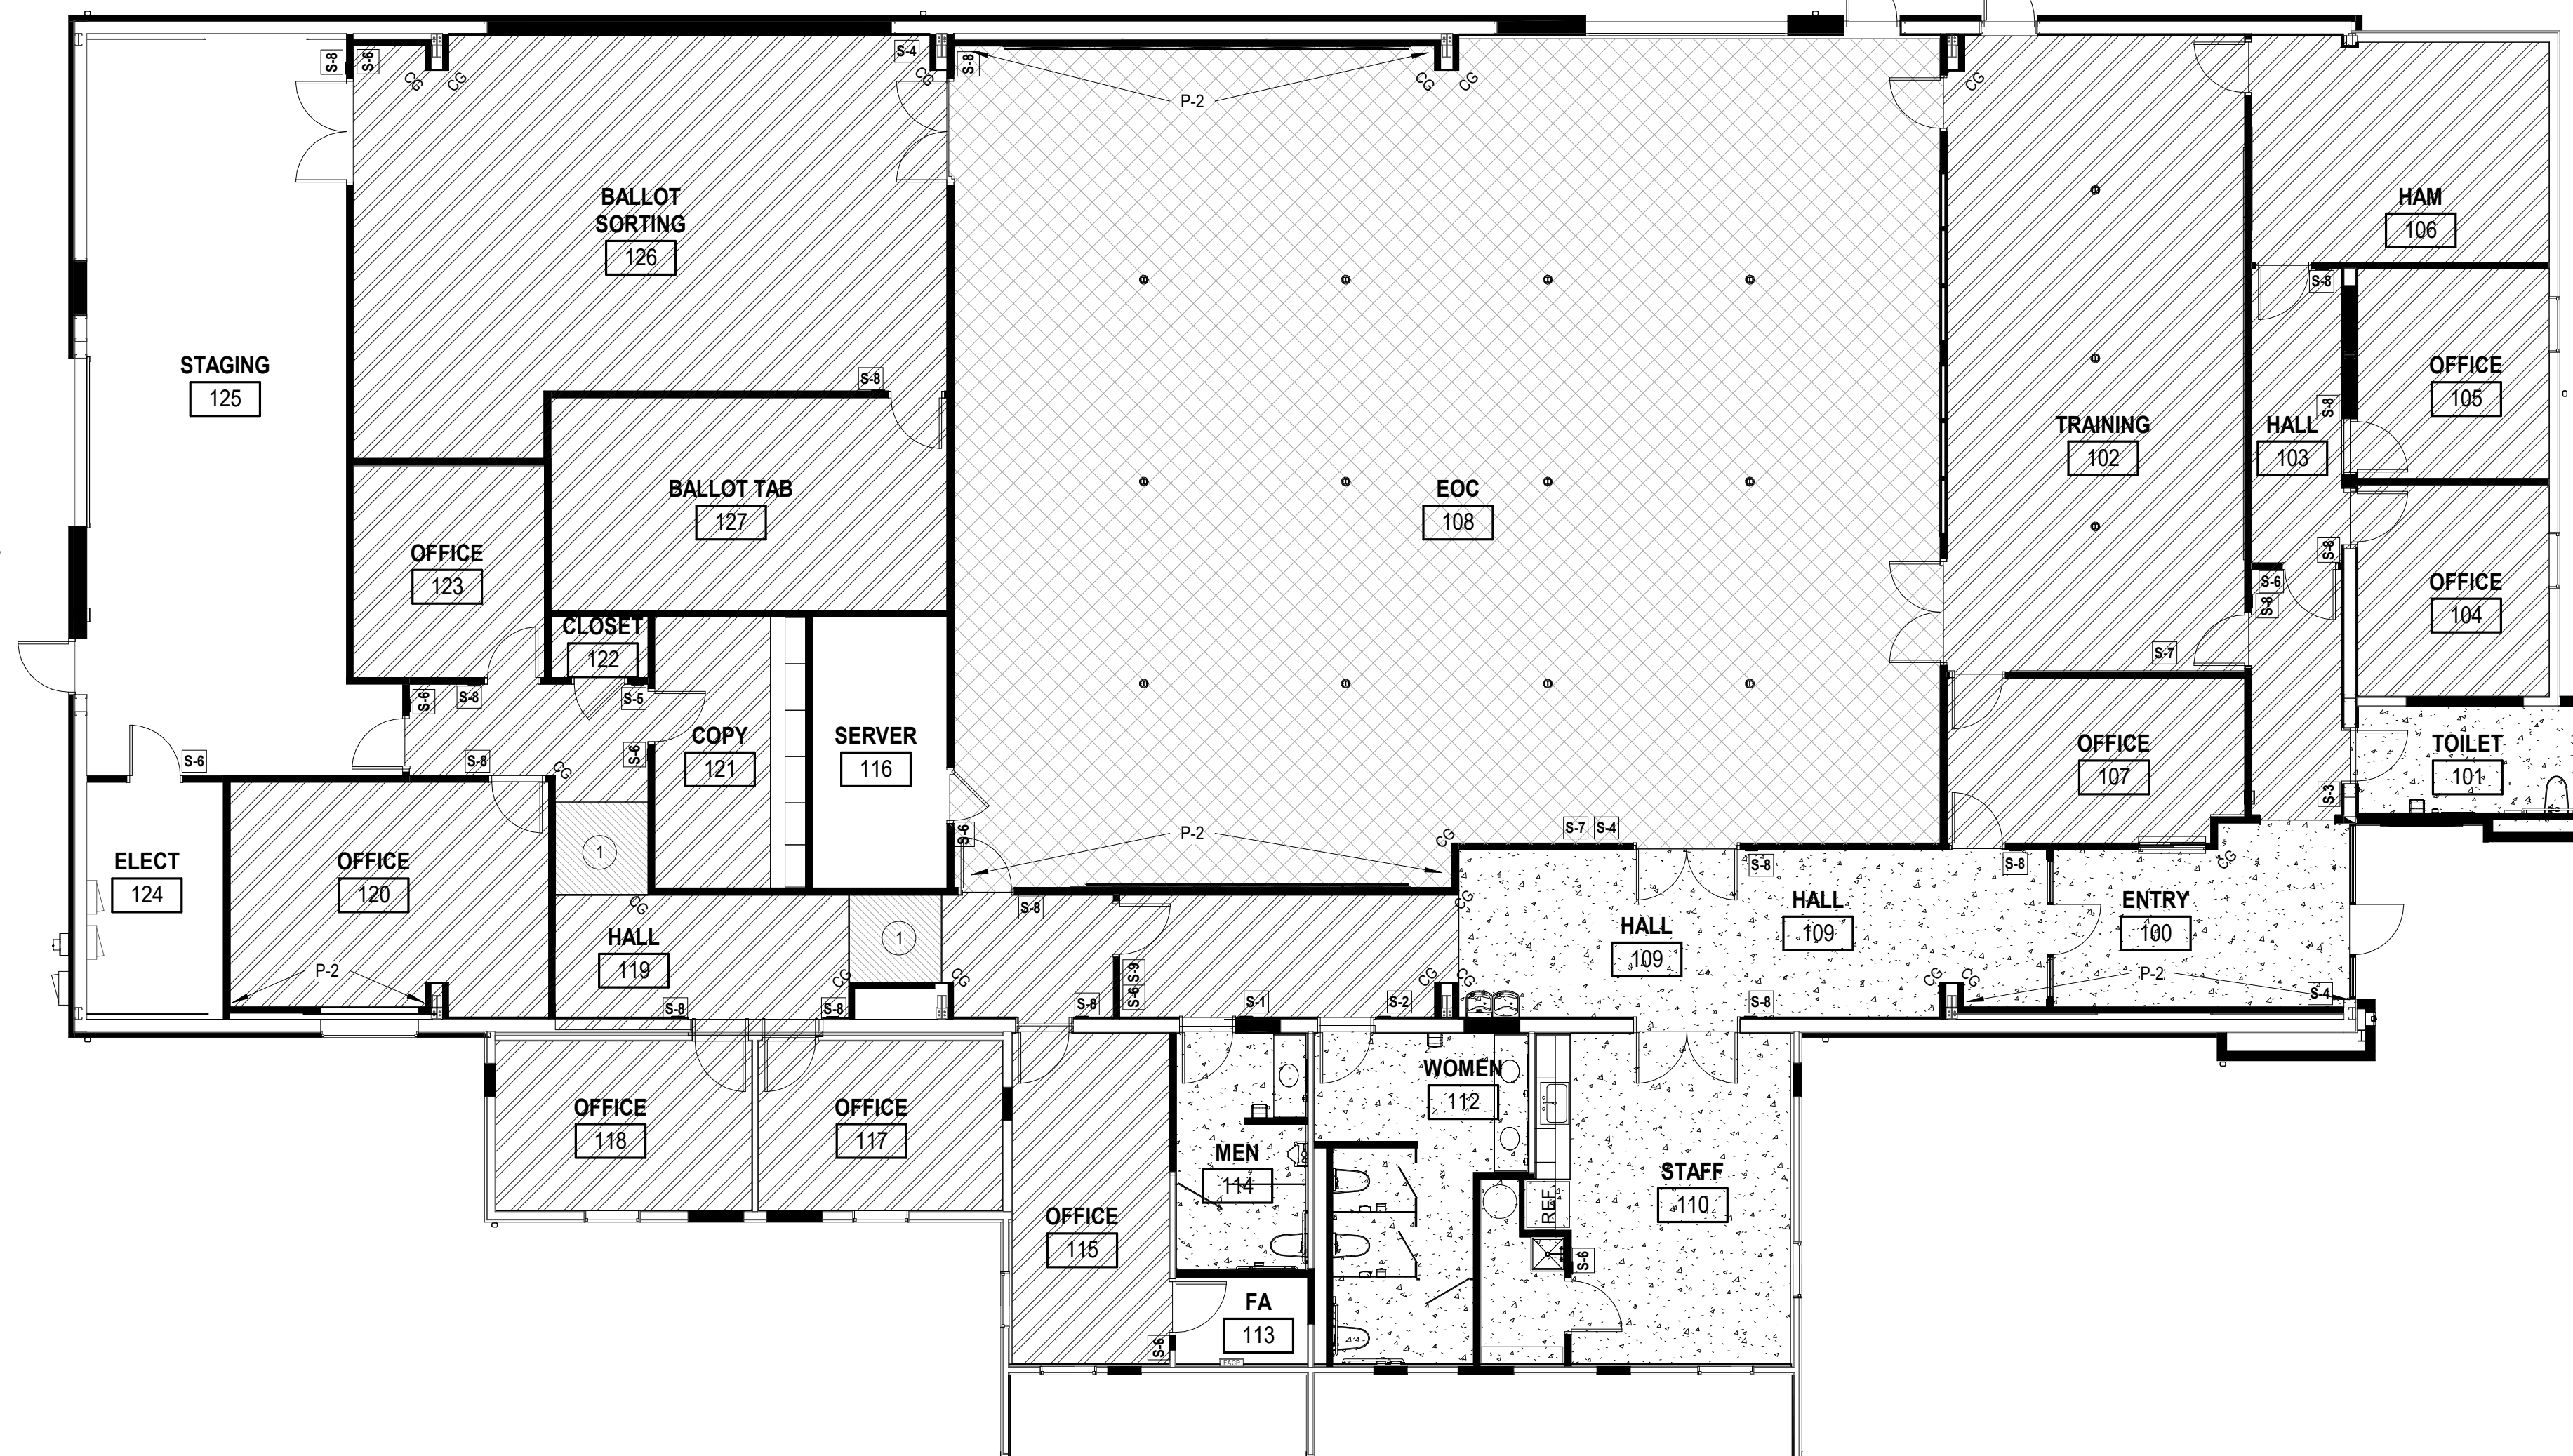 S-8
S-6
CG
CG
S-4
CG
S-8
P-2
CG
CG
CG
BALLOT
SORTING
126
HAM
106
S-8
STAGING
125
S-8
OFFICE
105
S-8
TRAINING
102
HALL
103
BALLOT TAB
127
EOC
108
OFFICE
123
S-8
S-6
S-8
OFFICE
104
CLOSET
122
S-7
S-6
S-8
S-5
COPY
121
SERVER
116
OFFICE
107
TOILET
101
S-6
S-8
S-6
CG
S-3
1
S-6
P-2
CG
S-7
S-4
S-8
S-8
CG
ELECT
124
OFFICE
120
CG
HALL
119
1
S-8
CG
HALL
109
HALL
109
ENTRY
100
P-2
CG
CG
S-9
S-6
CG
CG
CG
CG
P-2
S-4
S-8
S-8
S-8
S-1
S-2
S-8
OFFICE
118
OFFICE
117
WOMEN
112
MEN
114
STAFF
110
REF.
OFFICE
115
S-6
FA
113
S-6
FACP